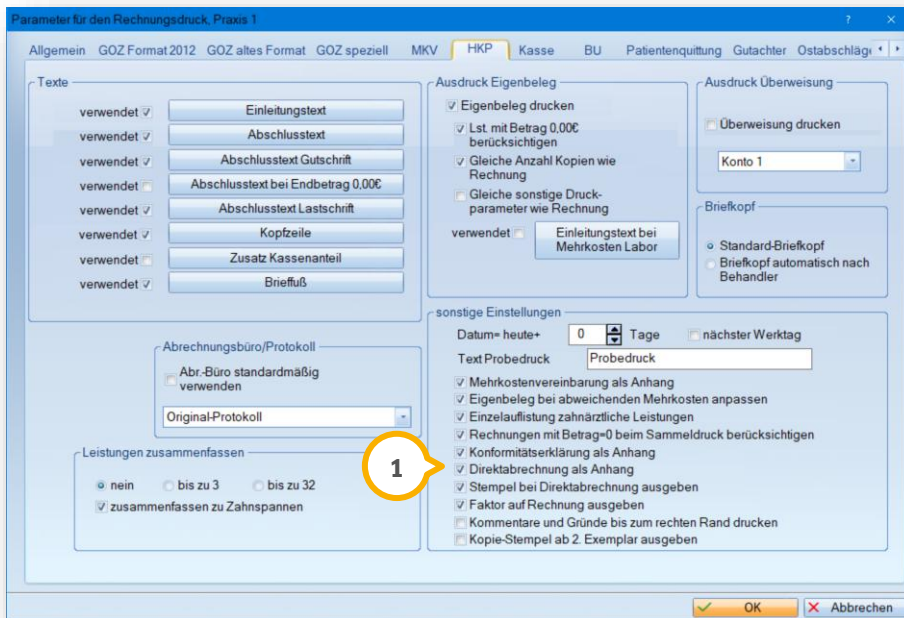 Parameter für den Rechnungsdruck, Praxis 1
Allgemein GOZ Format 2012 GOZ altes Format GOZ speziell MKV HKP Kasse BU Patientenquittung Gutachter Ostabschläge
Texte
verwendet Einleitungstext
verwendet Abschlusstext
verwendet Abschlusstext Gutschrift
verwendet Abschlusstext bei Endbetrag 0,00€
verwendet Abschlusstext Lastschrift
verwendet Kopfzeile
verwendet Zusatz Kassenanteil
verwendet Brieffuß
Ausdruck Eigenbeleg
Eigenbeleg drucken
Lst. mit Betrag 0,00€
berücksichtigen
Gleiche Anzahl Kopien wie
Rechnung
Gleiche sonstige Druck-
parameter wie Rechnung
verwendet Einleitungstext bei
Mehrkosten Labor
Ausdruck Überweisung
Überweisung drucken
Konto 1
Briefkopf
Standard-Briefkopf
Briefkopf automatisch nach
Behandler
Abrechnungsbüro/Protokoll
Abr.-Büro standardmäßig
verwenden
Original-Protokoll
Leistungen zusammenfassen
nein bis zu 3 bis zu 32
zusammenfassen zu Zahnspannen
sonstige Einstellungen
Datum= heute+ 0 Tage nächster Werktag
Text Probedruck Probedruck
Mehrkostenvereinbarung als Anhang
Eigenbeleg bei abweichenden Mehrkosten anpassen
Einzelauflistung zahnärztliche Leistungen
Rechnungen mit Betrag=0 beim Sammeldruck berücksichtigen
Konformitätserklärung als Anhang
1 Direktabrechnung als Anhang
Stempel bei Direktabrechnung ausgeben
Faktor auf Rechnung ausgeben
Kommentare und Gründe bis zum rechten Rand drucken
Kopie-Stempel ab 2. Exemplar ausgeben
OK Abbrechen